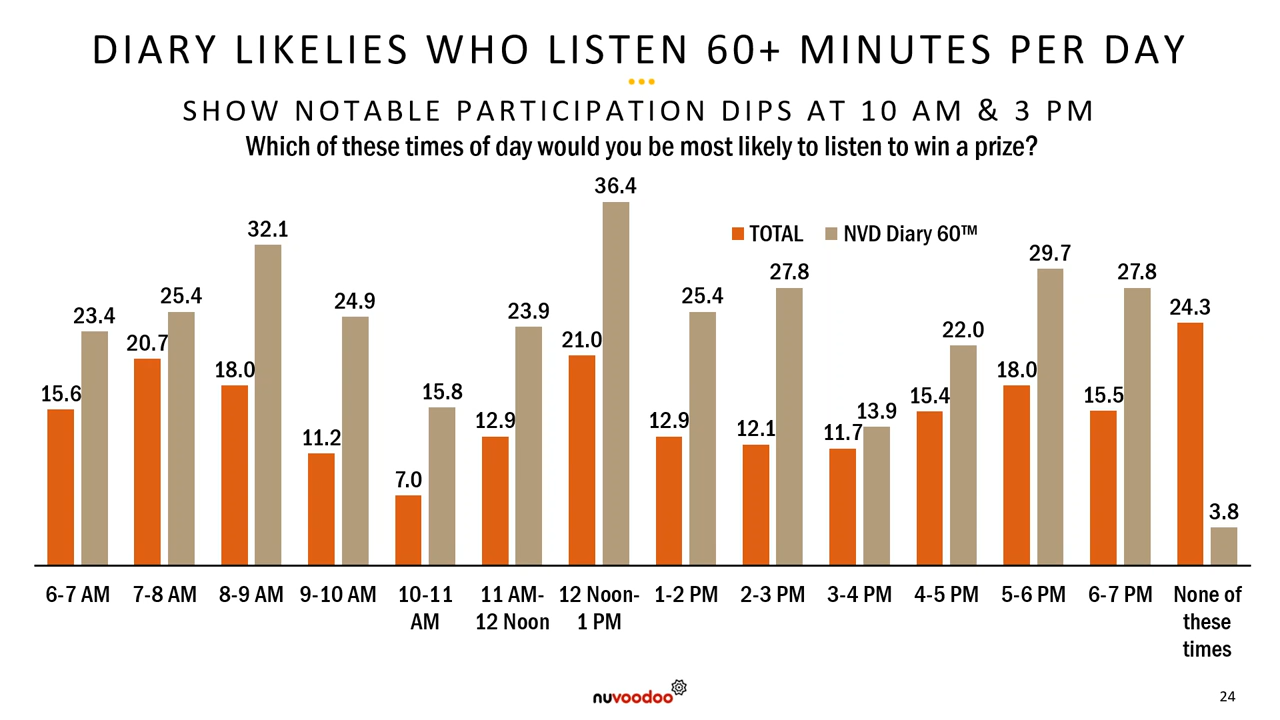 DIARY LIKELIES WHO LISTEN 60+ MINUTES PER DAY
SHOW NOTABLE PARTICIPATION DIPS AT 10 AM & 3 PM
Which of these times of day would you be most likely to listen to win a prize?
TOTAL
NVD Diary 60™
15.6
23.4
20.7
25.4
18.0
32.1
11.2
24.9
7.0
15.8
12.9
23.9
21.0
36.4
12.9
25.4
12.1
27.8
11.7
13.9
15.4
22.0
18.0
29.7
15.5
27.8
24.3
3.8
6-7 AM
7-8 AM
8-9 AM
9-10 AM
10-11
AM
11 AM-
12 Noon
12 Noon-
1 PM
1-2 PM
2-3 PM
3-4 PM
4-5 PM
5-6 PM
6-7 PM
None of
these
times
nuvoodoo
24